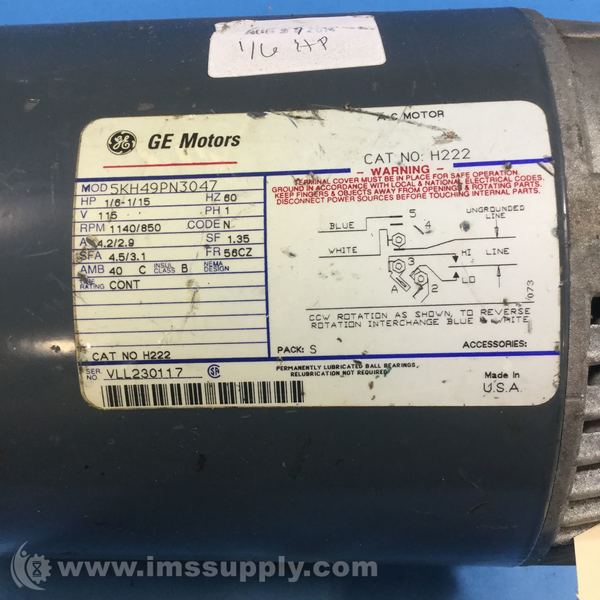 1/6 HP
A-C MOTOR
GE Motors
CAT NO: H222
MOD 5KH49PN3047
HP 1/6-1/15 HZ 60
V 115 PH 1
RPM 1140/850 CODE N
A 4.2/2.9 SF 1.35
SFA 4.5/3.1 FR 56CZ
AMB 40 C INSUL CLASS B NEMA DESIGN
RATING CONT
CAT NO H222
SER. NO. VLL230117
WARNING
TERMINAL COVER MUST BE IN PLACE.
GROUND IN ACCORDANCE WITH LOCAL & NATIONAL ELECTRICAL CODES.
KEEP FINGERS & OBJECTS AWAY FROM OPENINGS & ROTATING PARTS.
DISCONNECT POWER SOURCES BEFORE TOUCHING INTERNAL PARTS.
BLUE 5 UNGROUNDED
4 LINE
WHITE
3 HI LINE
A 2 LO
073
CCW ROTATION AS SHOWN, TO REVERSE
ROTATION INTERCHANGE BLUE & WHITE
PACK: S ACCESSORIES:
PERMANENTLY LUBRICATED BALL BEARINGS,
RELUBRICATION NOT REQUIRED
Made in
U.S.A.
IMS
www.imssupply.com